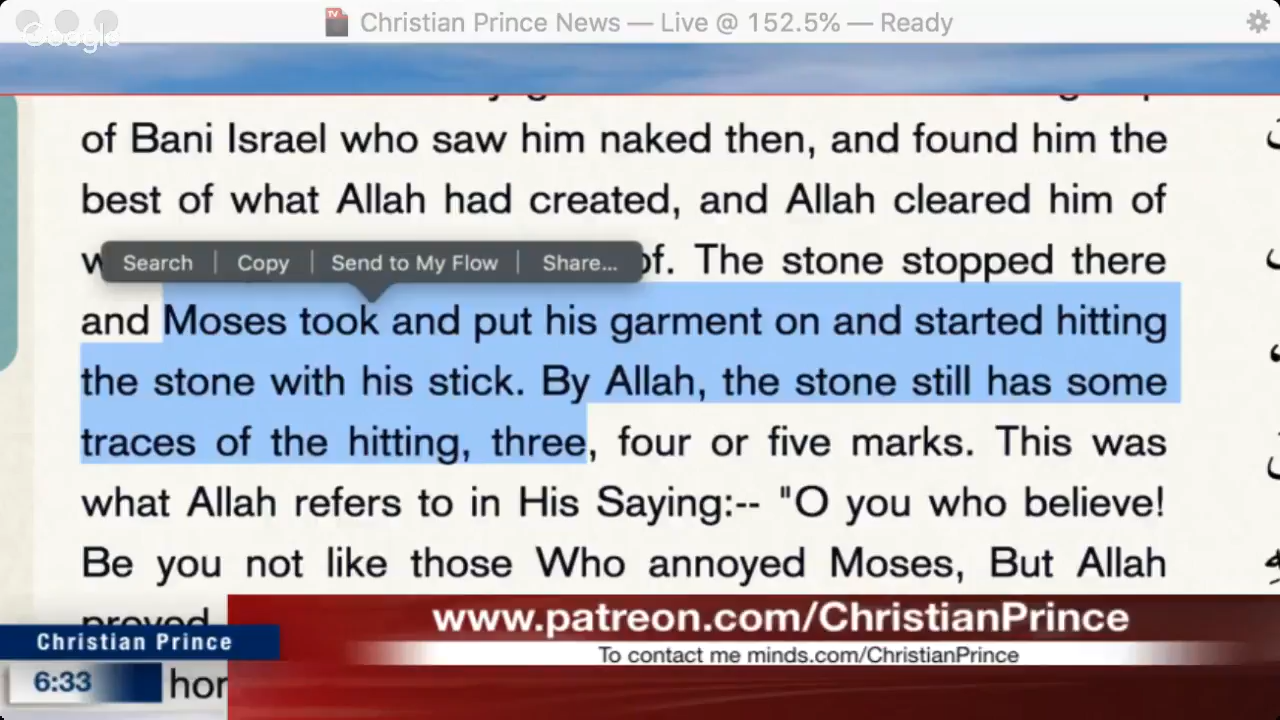 Christian Prince News — Live @ 152.5% — Ready
Google
of Bani Israel who saw him naked then, and found him the
best of what Allah had created, and Allah cleared him of
Search | Copy | Send to My Flow | Share...
of. The stone stopped there
and Moses took and put his garment on and started hitting
the stone with his stick. By Allah, the stone still has some
traces of the hitting, three, four or five marks. This was
what Allah refers to in His Saying:-- "O you who believe!
Be you not like those Who annoyed Moses, But Allah
proved
www.patreon.com/ChristianPrince
Christian Prince
To contact me minds.com/ChristianPrince
6:33
hor